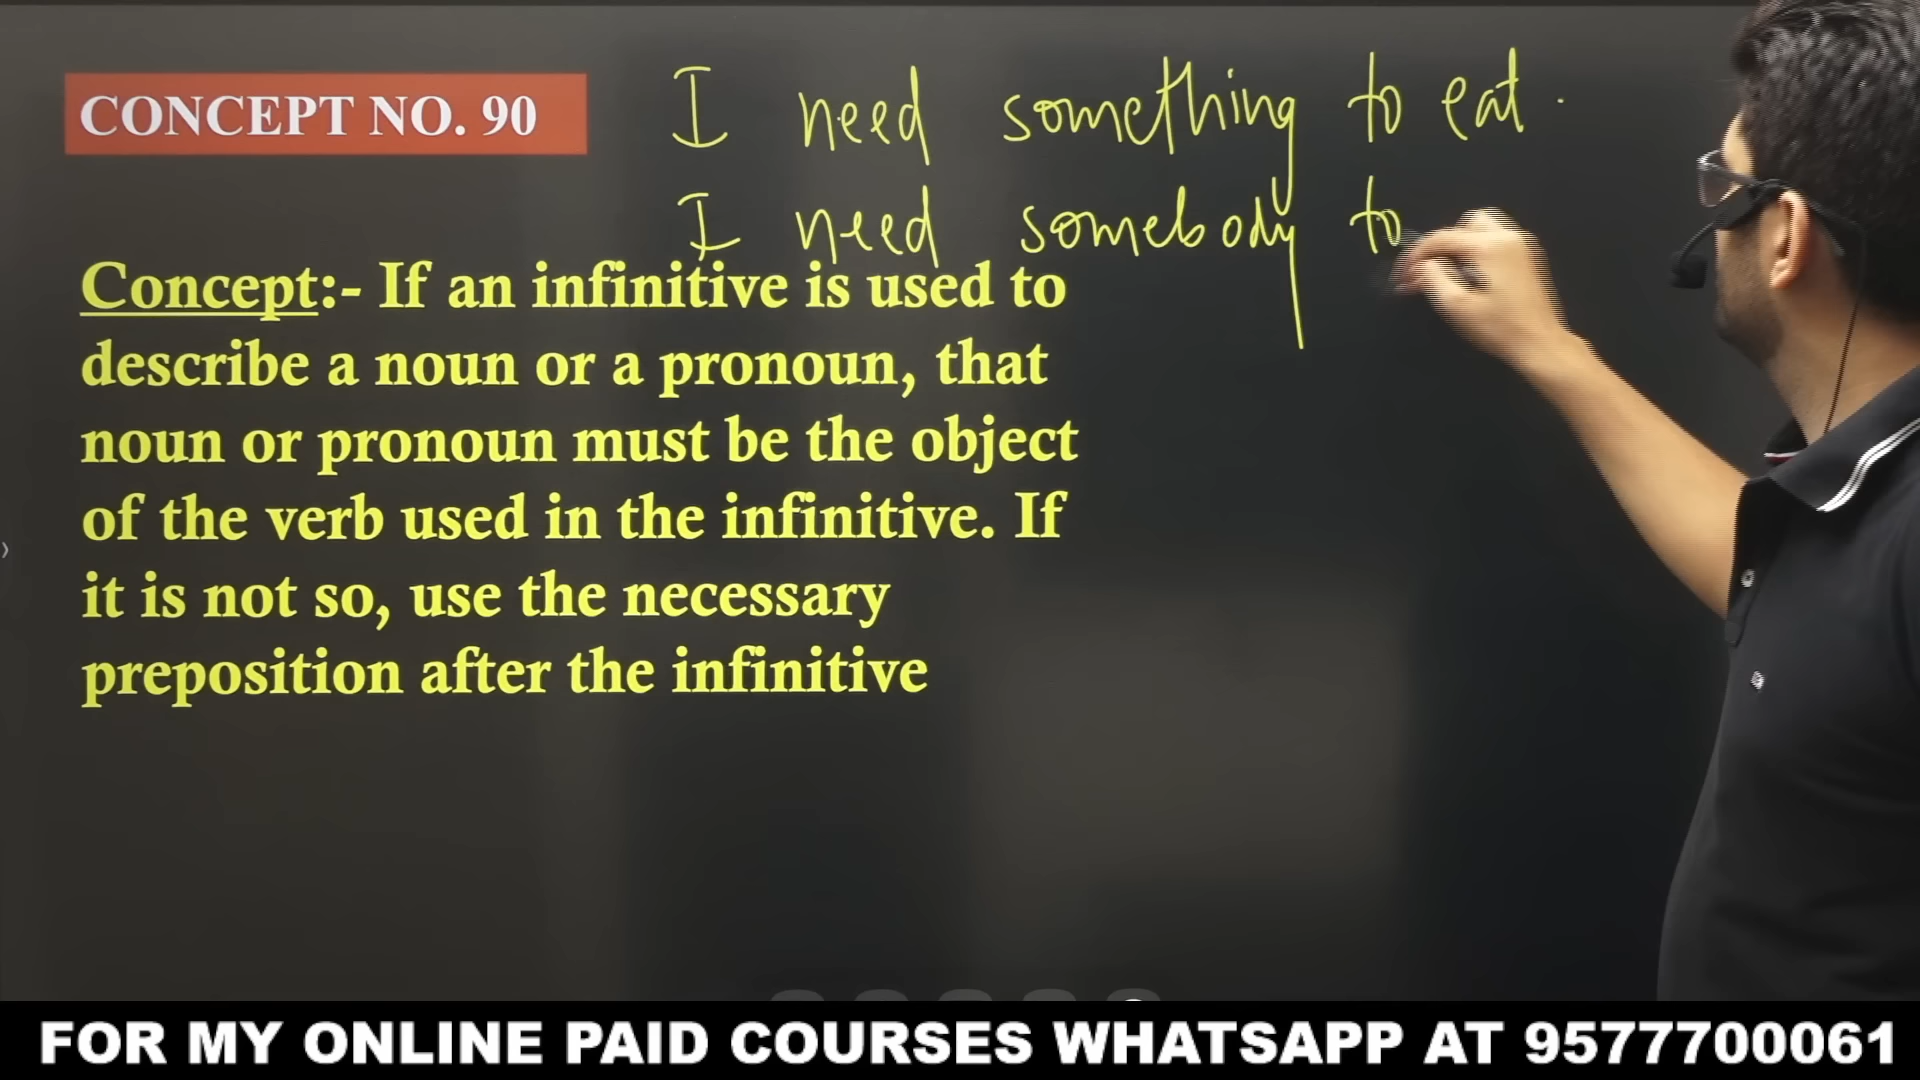 CONCEPT NO. 90
I need something to eat.
I need somebody to
Concept:- If an infinitive is used to
describe a noun or a pronoun, that
noun or pronoun must be the object
of the verb used in the infinitive. If
it is not so, use the necessary
preposition after the infinitive
FOR MY ONLINE PAID COURSES WHATSAPP AT 9577700061